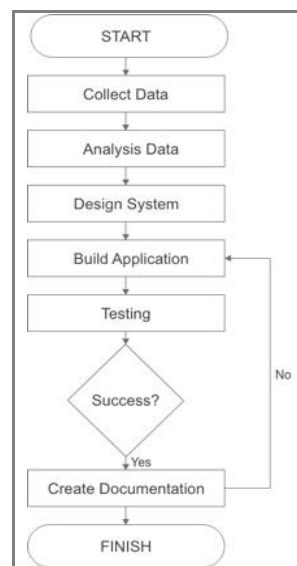 START
Collect Data
Analysis Data
Design System
Build Application
Testing
Success?
No
Yes
Create Documentation
FINISH